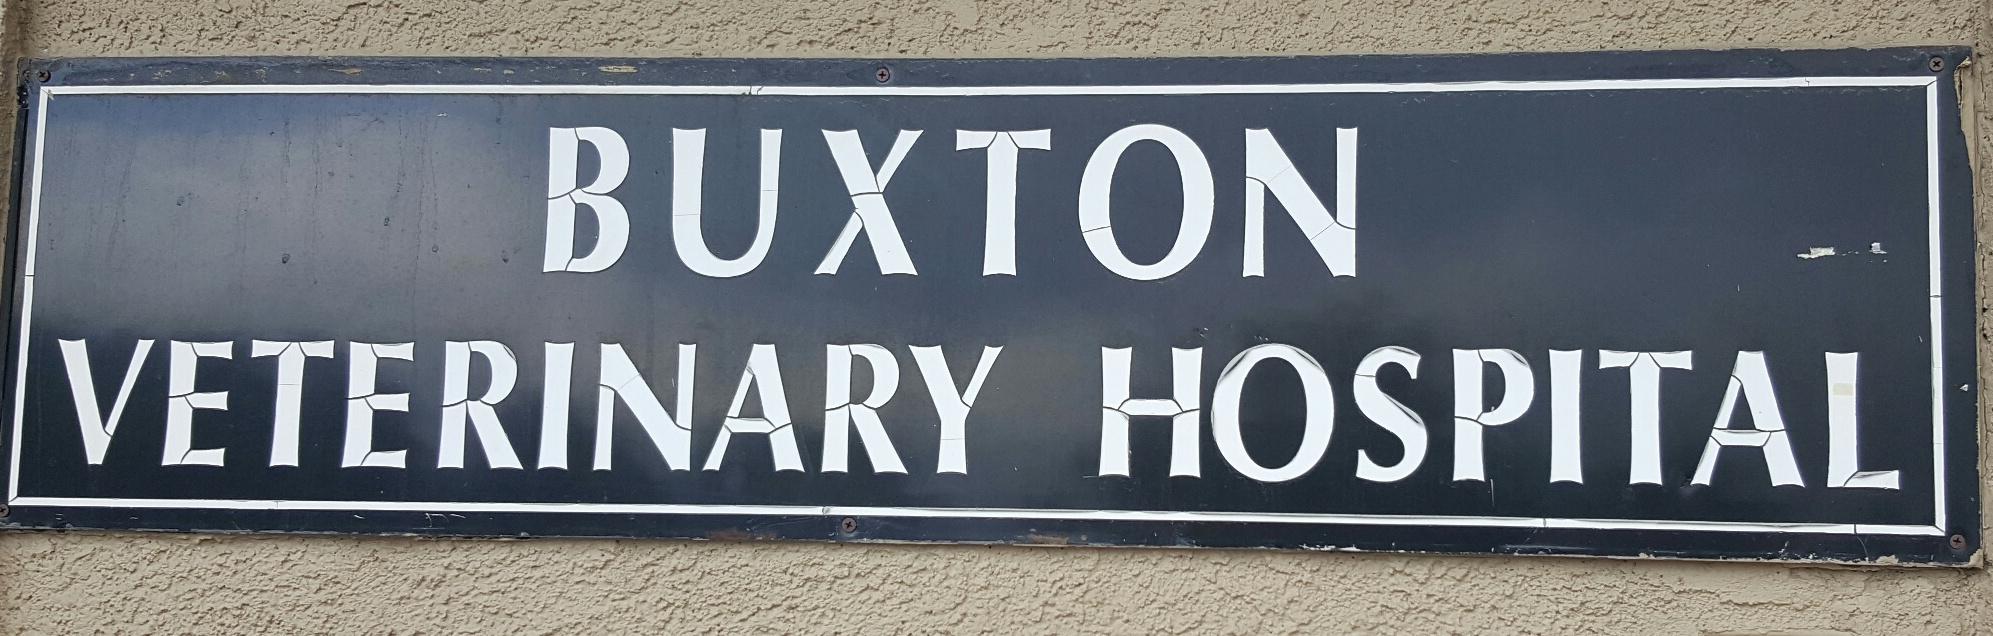 BUXTON
VETERINARY HOSPITAL